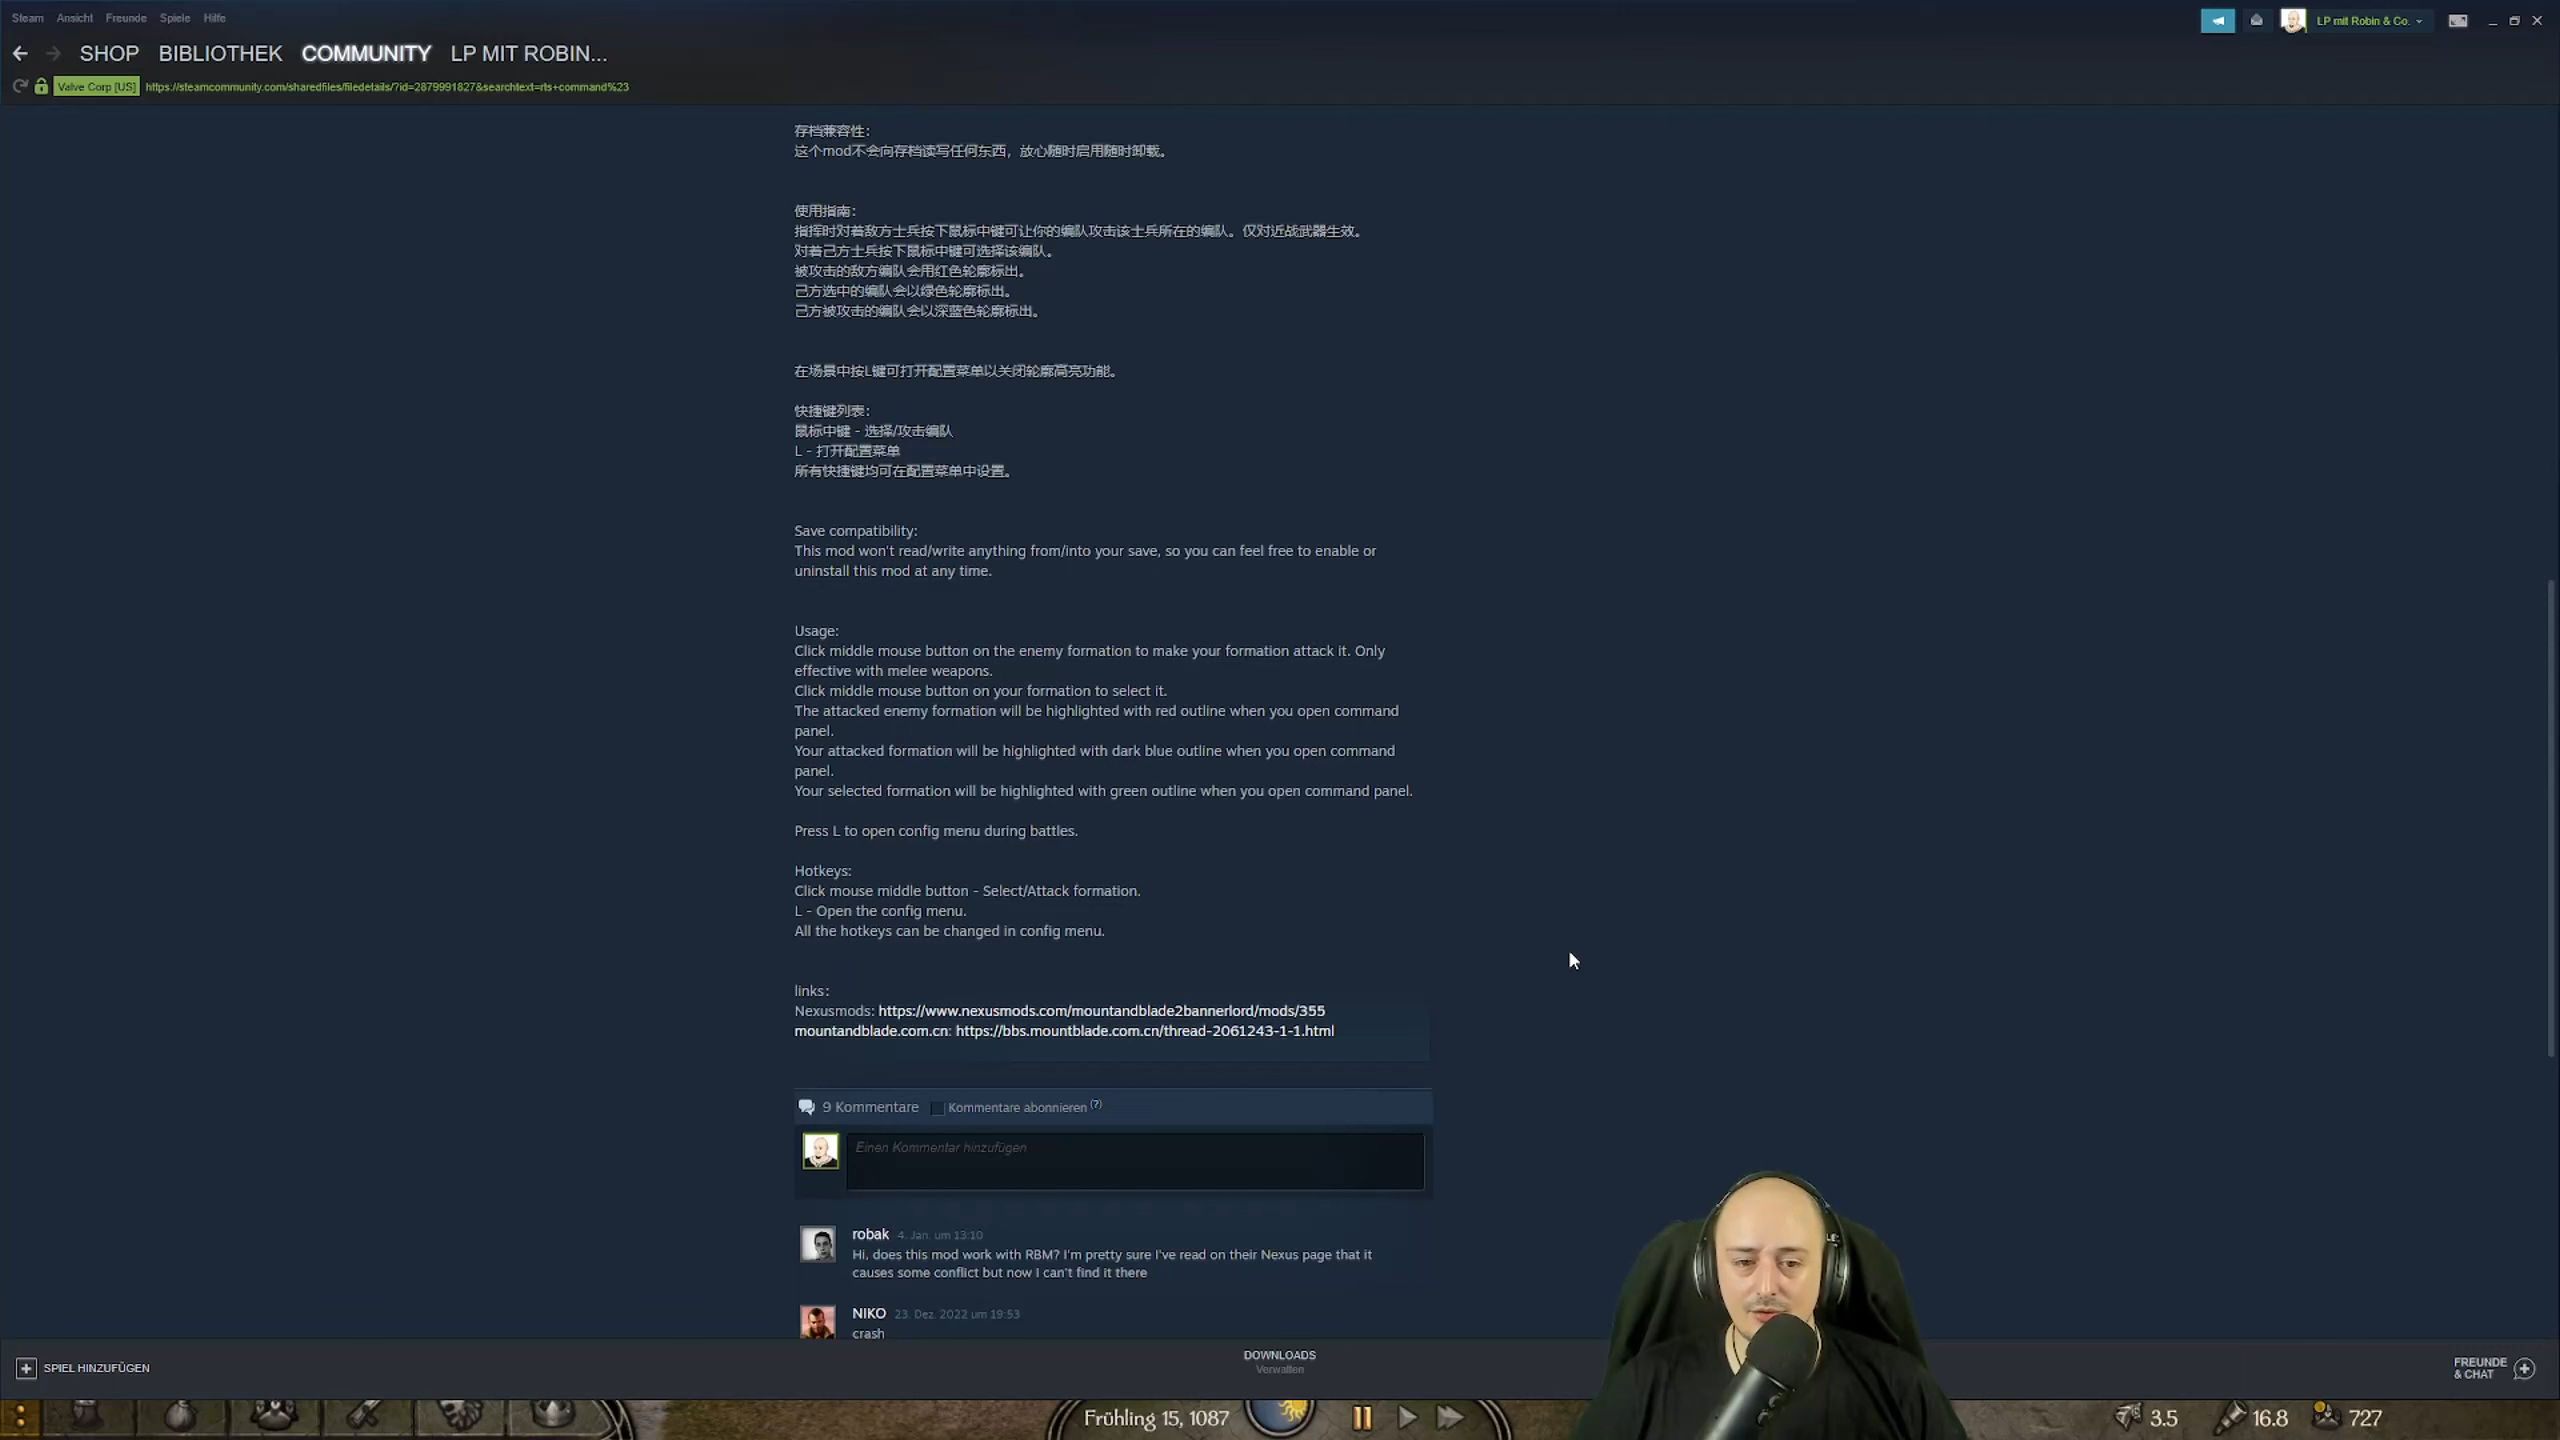 Steam Ansicht Freunde Spiele Hilfe
LP mit Robin & Co.
SHOP BIBLIOTHEK COMMUNITY LP MIT ROBIN...
Valve Corp [US] https://steamcommunity.com/sharedfiles/filedetails/?id=2879991827&searchtext=rts+command%23
存档兼容性:
这个mod不会向存档读写任何东西，放心随时启用随时卸载。
使用指南:
指挥时对着敌方士兵按下鼠标中键可让你的编队攻击该士兵所在的编队。仅对近战武器生效。
对着己方士兵按下鼠标中键可选择该编队。
被攻击的敌方编队会用红色轮廓标出。
己方选中的编队会以绿色轮廓标出。
己方被攻击的编队会以深蓝色轮廓标出。
在场景中按L键可打开配置菜单以关闭轮廓高亮功能。
快捷键列表:
鼠标中键 - 选择/攻击编队
L - 打开配置菜单
所有快捷键均可在配置菜单中设置。
Save compatibility:
This mod won't read/write anything from/into your save, so you can feel free to enable or
uninstall this mod at any time.
Usage:
Click middle mouse button on the enemy formation to make your formation attack it. Only
effective with melee weapons.
Click middle mouse button on your formation to select it.
The attacked enemy formation will be highlighted with red outline when you open command
panel.
Your attacked formation will be highlighted with dark blue outline when you open command
panel.
Your selected formation will be highlighted with green outline when you open command panel.
Press L to open config menu during battles.
Hotkeys:
Click mouse middle button - Select/Attack formation.
L - Open the config menu.
All the hotkeys can be changed in config menu.
links:
Nexusmods: https://www.nexusmods.com/mountandblade2bannerlord/mods/355
mountandblade.com.cn: https://bbs.mountblade.com.cn/thread-2061243-1-1.html
9 Kommentare Kommentare abonnieren (?)
Einen Kommentar hinzufügen
robak 4. Jan. um 13:10
Hi, does this mod work with RBM? I'm pretty sure I've read on their Nexus page that it
causes some conflict but now I can't find it there
NIKO 23. Dez. 2022 um 19:53
crash
SPIEL HINZUFÜGEN
DOWNLOADS
Verwalten
FREUNDE
& CHAT
Frühling 15, 1087
3.5 16.8 727